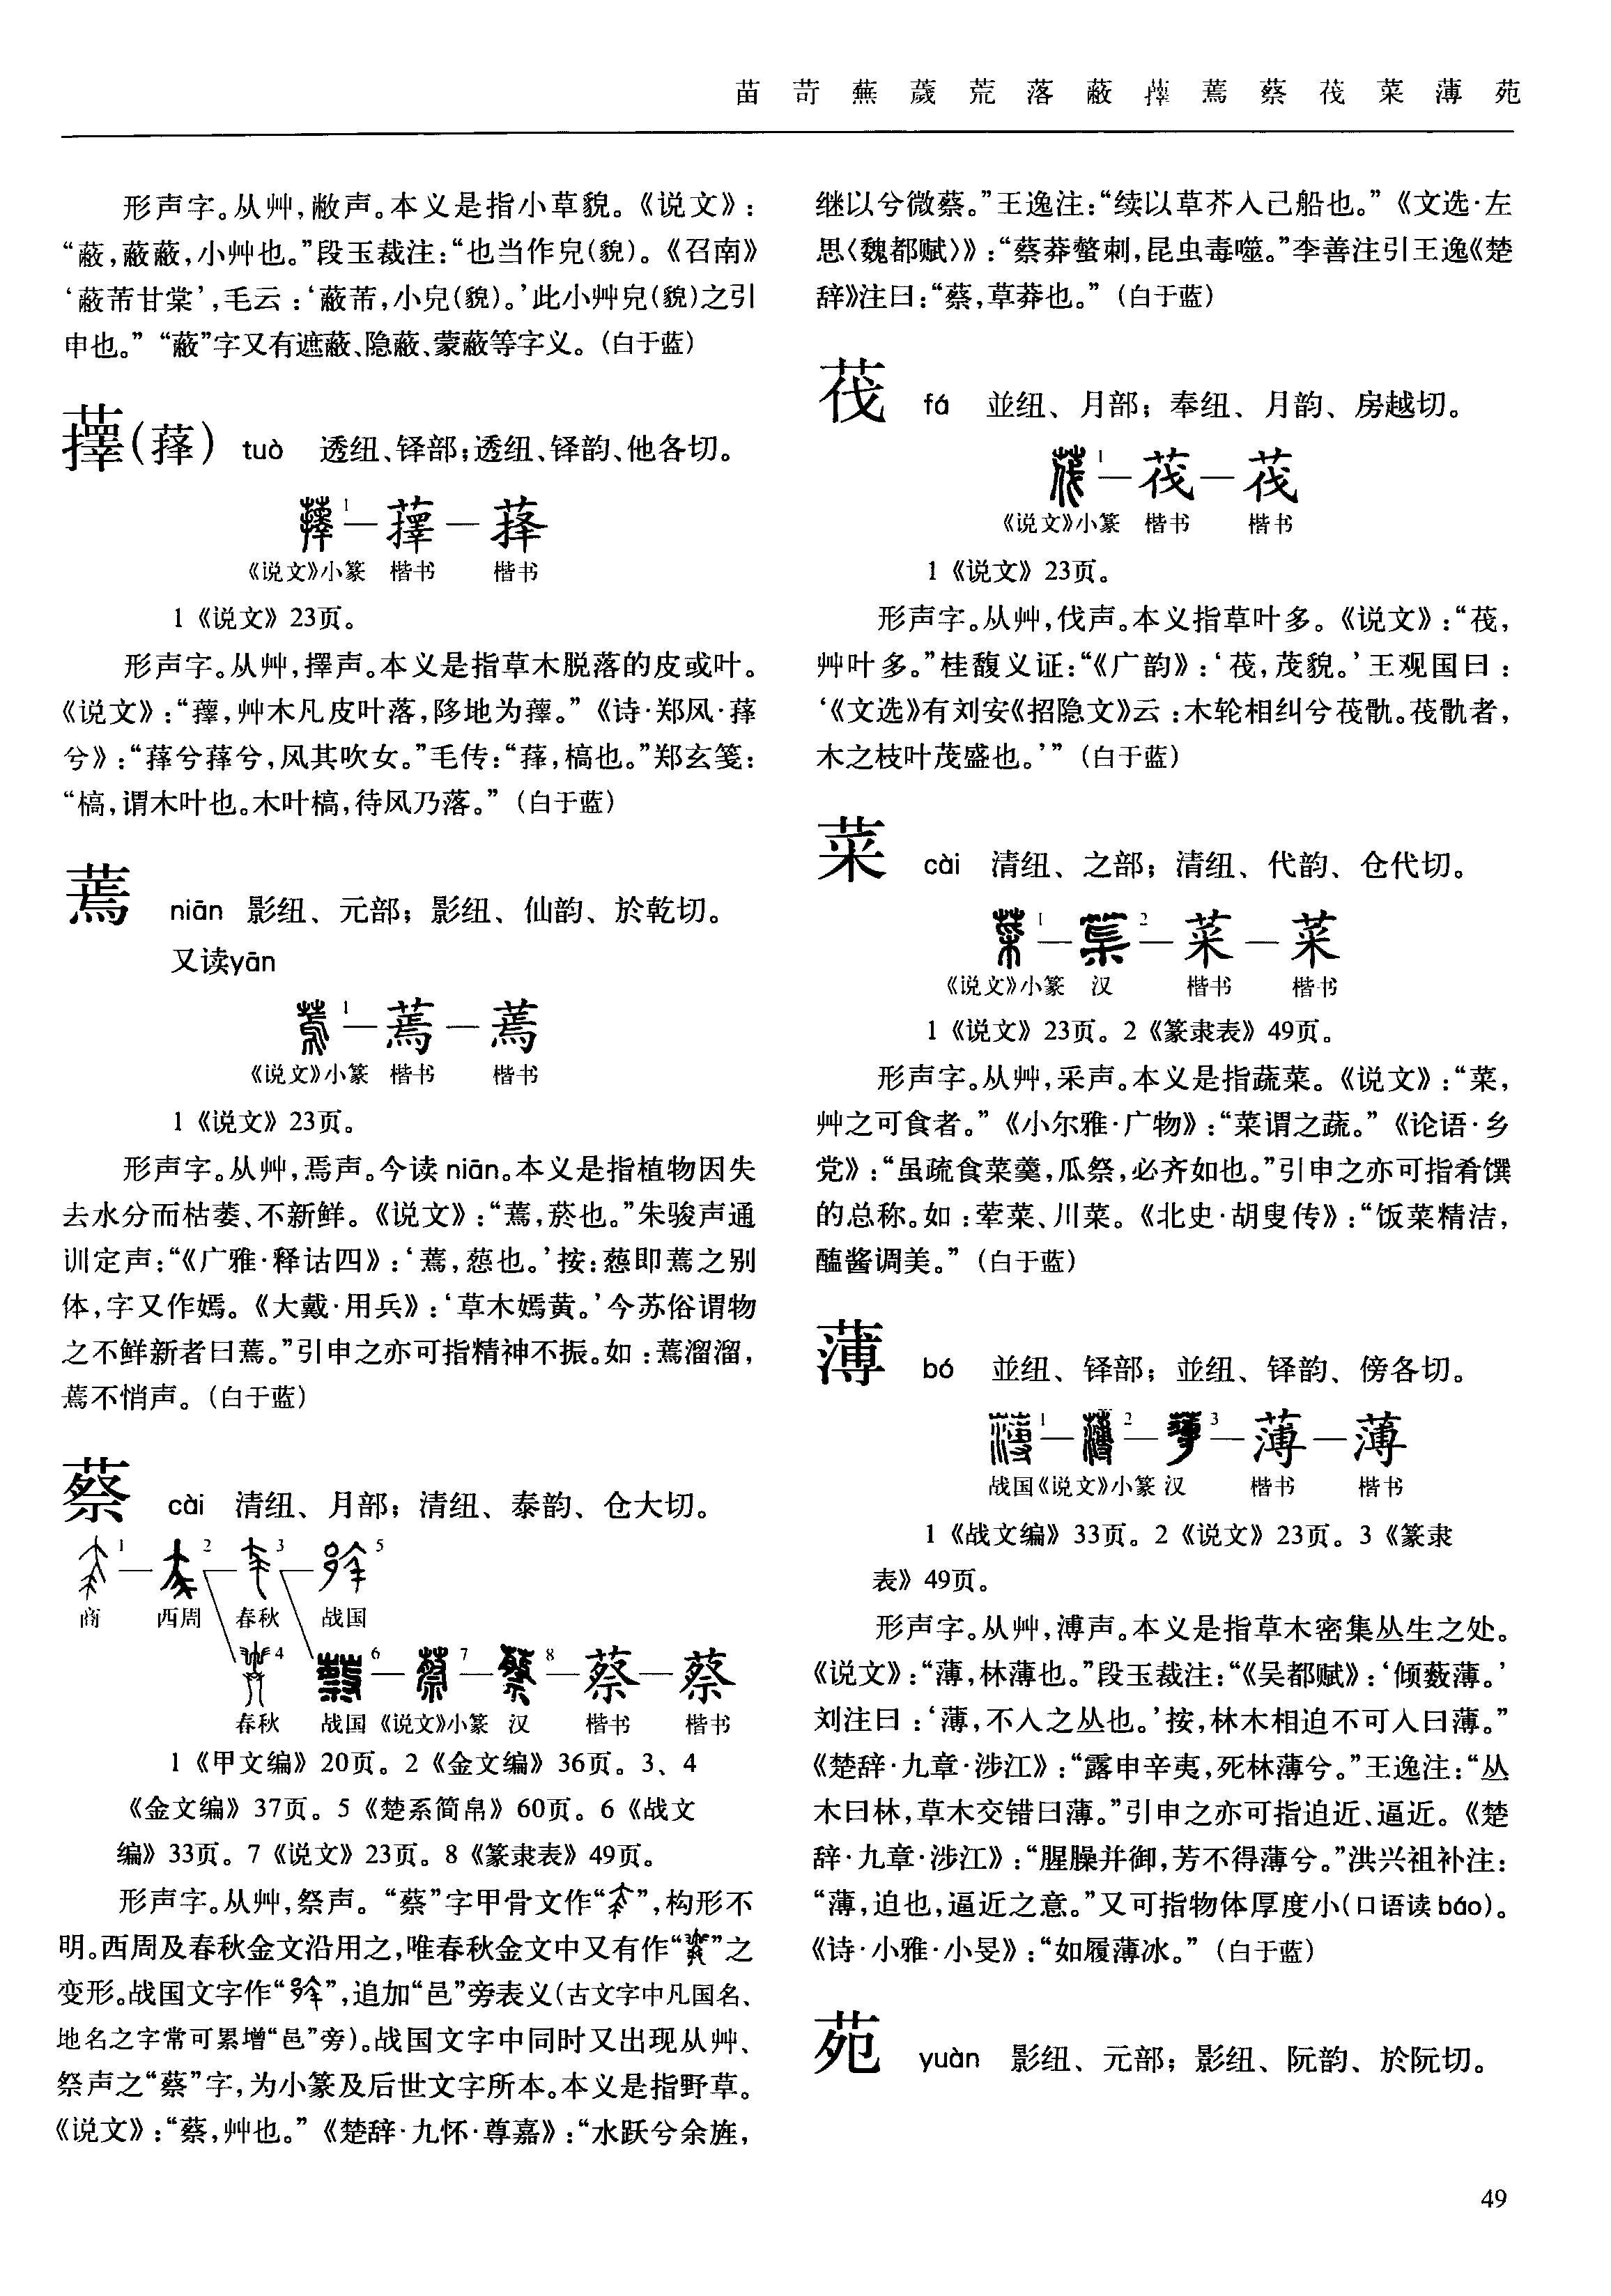 苗 苛 蕪 薉 荒 落 蔽 蘀 蔫 蔡 茷 菜 薄 苑
形声字。从艸，敝声。本义是指小草貌。《说文》：
“蔽，蔽蔽，小艸也。”段玉裁注：“也当作皃(貌)。《召南》
‘蔽芾甘棠’，毛云：‘蔽芾，小皃(貌)。’此小艸皃(貌)之引
申也。”“蔽”字又有遮蔽、隐蔽、蒙蔽等字义。（白于蓝）
蘀(萚) tuò 透纽、铎部；透纽、铎韵、他各切。
1—蘀—萚
《说文》小篆 楷书 楷书
1《说文》23页。
形声字。从艸，擇声。本义是指草木脱落的皮或叶。
《说文》：“蘀，艸木凡皮叶落，陊地为蘀。”《诗·郑风·萚
兮》：“萚兮萚兮，风其吹女。”毛传：“萚，槁也。”郑玄笺：
“槁，谓木叶也。木叶槁，待风乃落。”（白于蓝）
蔫 niān 影纽、元部；影纽、仙韵、於乾切。
又读yān
1—蔫—蔫
《说文》小篆 楷书 楷书
1《说文》23页。
形声字。从艸，焉声。今读niān。本义是指植物因失
去水分而枯萎、不新鲜。《说文》：“蔫，菸也。”朱骏声通
训定声：“《广雅·释诂四》：‘蔫，䓃也。’按：䓃即蔫之别
体，字又作嫣。《大戴·用兵》：‘草木嫣黄。’今苏俗谓物
之不鲜新者曰蔫。”引申之亦可指精神不振。如：蔫溜溜，
蔫不悄声。（白于蓝）
蔡 cài 清纽、月部；清纽、泰韵、仓大切。
1—2—3—5
商 西周 春秋 战国
4 6—7—8—蔡—蔡
春秋 战国《说文》小篆 汉 楷书 楷书
1《甲文编》20页。2《金文编》36页。3、4
《金文编》37页。5《楚系简帛》60页。6《战文
编》33页。7《说文》23页。8《篆隶表》49页。
形声字。从艸，祭声。“蔡”字甲骨文作“”，构形不
明。西周及春秋金文沿用之，唯春秋金文中又有作“”之
变形。战国文字作“”，追加“邑”旁表义（古文字中凡国名、
地名之字常可累增“邑”旁）。战国文字中同时又出现从艸、
祭声之“蔡”字，为小篆及后世文字所本。本义是指野草。
《说文》：“蔡，艸也。”《楚辞·九怀·尊嘉》：“水跃兮余旌，
继以兮微蔡。”王逸注：“续以草芥入己船也。”《文选·左
思〈魏都赋〉》：“蔡莽螫刺，昆虫毒噬。”李善注引王逸《楚
辞》注曰：“蔡，草莽也。”（白于蓝）
茷 fá 並纽、月部；奉纽、月韵、房越切。
1—茷—茷
《说文》小篆 楷书 楷书
1《说文》23页。
形声字。从艸，伐声。本义指草叶多。《说文》：“茷，
艸叶多。”桂馥义证：“《广韵》：‘茷，茂貌。’王观国曰：
‘《文选》有刘安《招隐文》云：木轮相纠兮茷骩。茷骩者，
木之枝叶茂盛也。’”（白于蓝）
菜 cài 清纽、之部；清纽、代韵、仓代切。
1—2—菜—菜
《说文》小篆 汉 楷书 楷书
1《说文》23页。2《篆隶表》49页。
形声字。从艸，采声。本义是指蔬菜。《说文》：“菜，
艸之可食者。”《小尔雅·广物》：“菜谓之蔬。”《论语·乡
党》：“虽疏食菜羹，瓜祭，必齐如也。”引申之亦可指肴馔
的总称。如：荤菜、川菜。《北史·胡叟传》：“饭菜精洁，
醢酱调美。”（白于蓝）
薄 bó 並纽、铎部；並纽、铎韵、傍各切。
1—2—3—薄—薄
战国《说文》小篆 汉 楷书 楷书
1《战文编》33页。2《说文》23页。3《篆隶
表》49页。
形声字。从艸，溥声。本义是指草木密集丛生之处。
《说文》：“薄，林薄也。”段玉裁注：“《吴都赋》：‘倾薮薄。’
刘注曰：‘薄，不入之丛也。’按，林木相迫不可入曰薄。”
《楚辞·九章·涉江》：“露申辛夷，死林薄兮。”王逸注：“丛
木曰林，草木交错曰薄。”引申之亦可指迫近、逼近。《楚
辞·九章·涉江》：“腥臊并御，芳不得薄兮。”洪兴祖补注：
“薄，迫也，逼近之意。”又可指物体厚度小（口语读báo）。
《诗·小雅·小旻》：“如履薄冰。”（白于蓝）
苑 yuàn 影纽、元部；影纽、阮韵、於阮切。
49